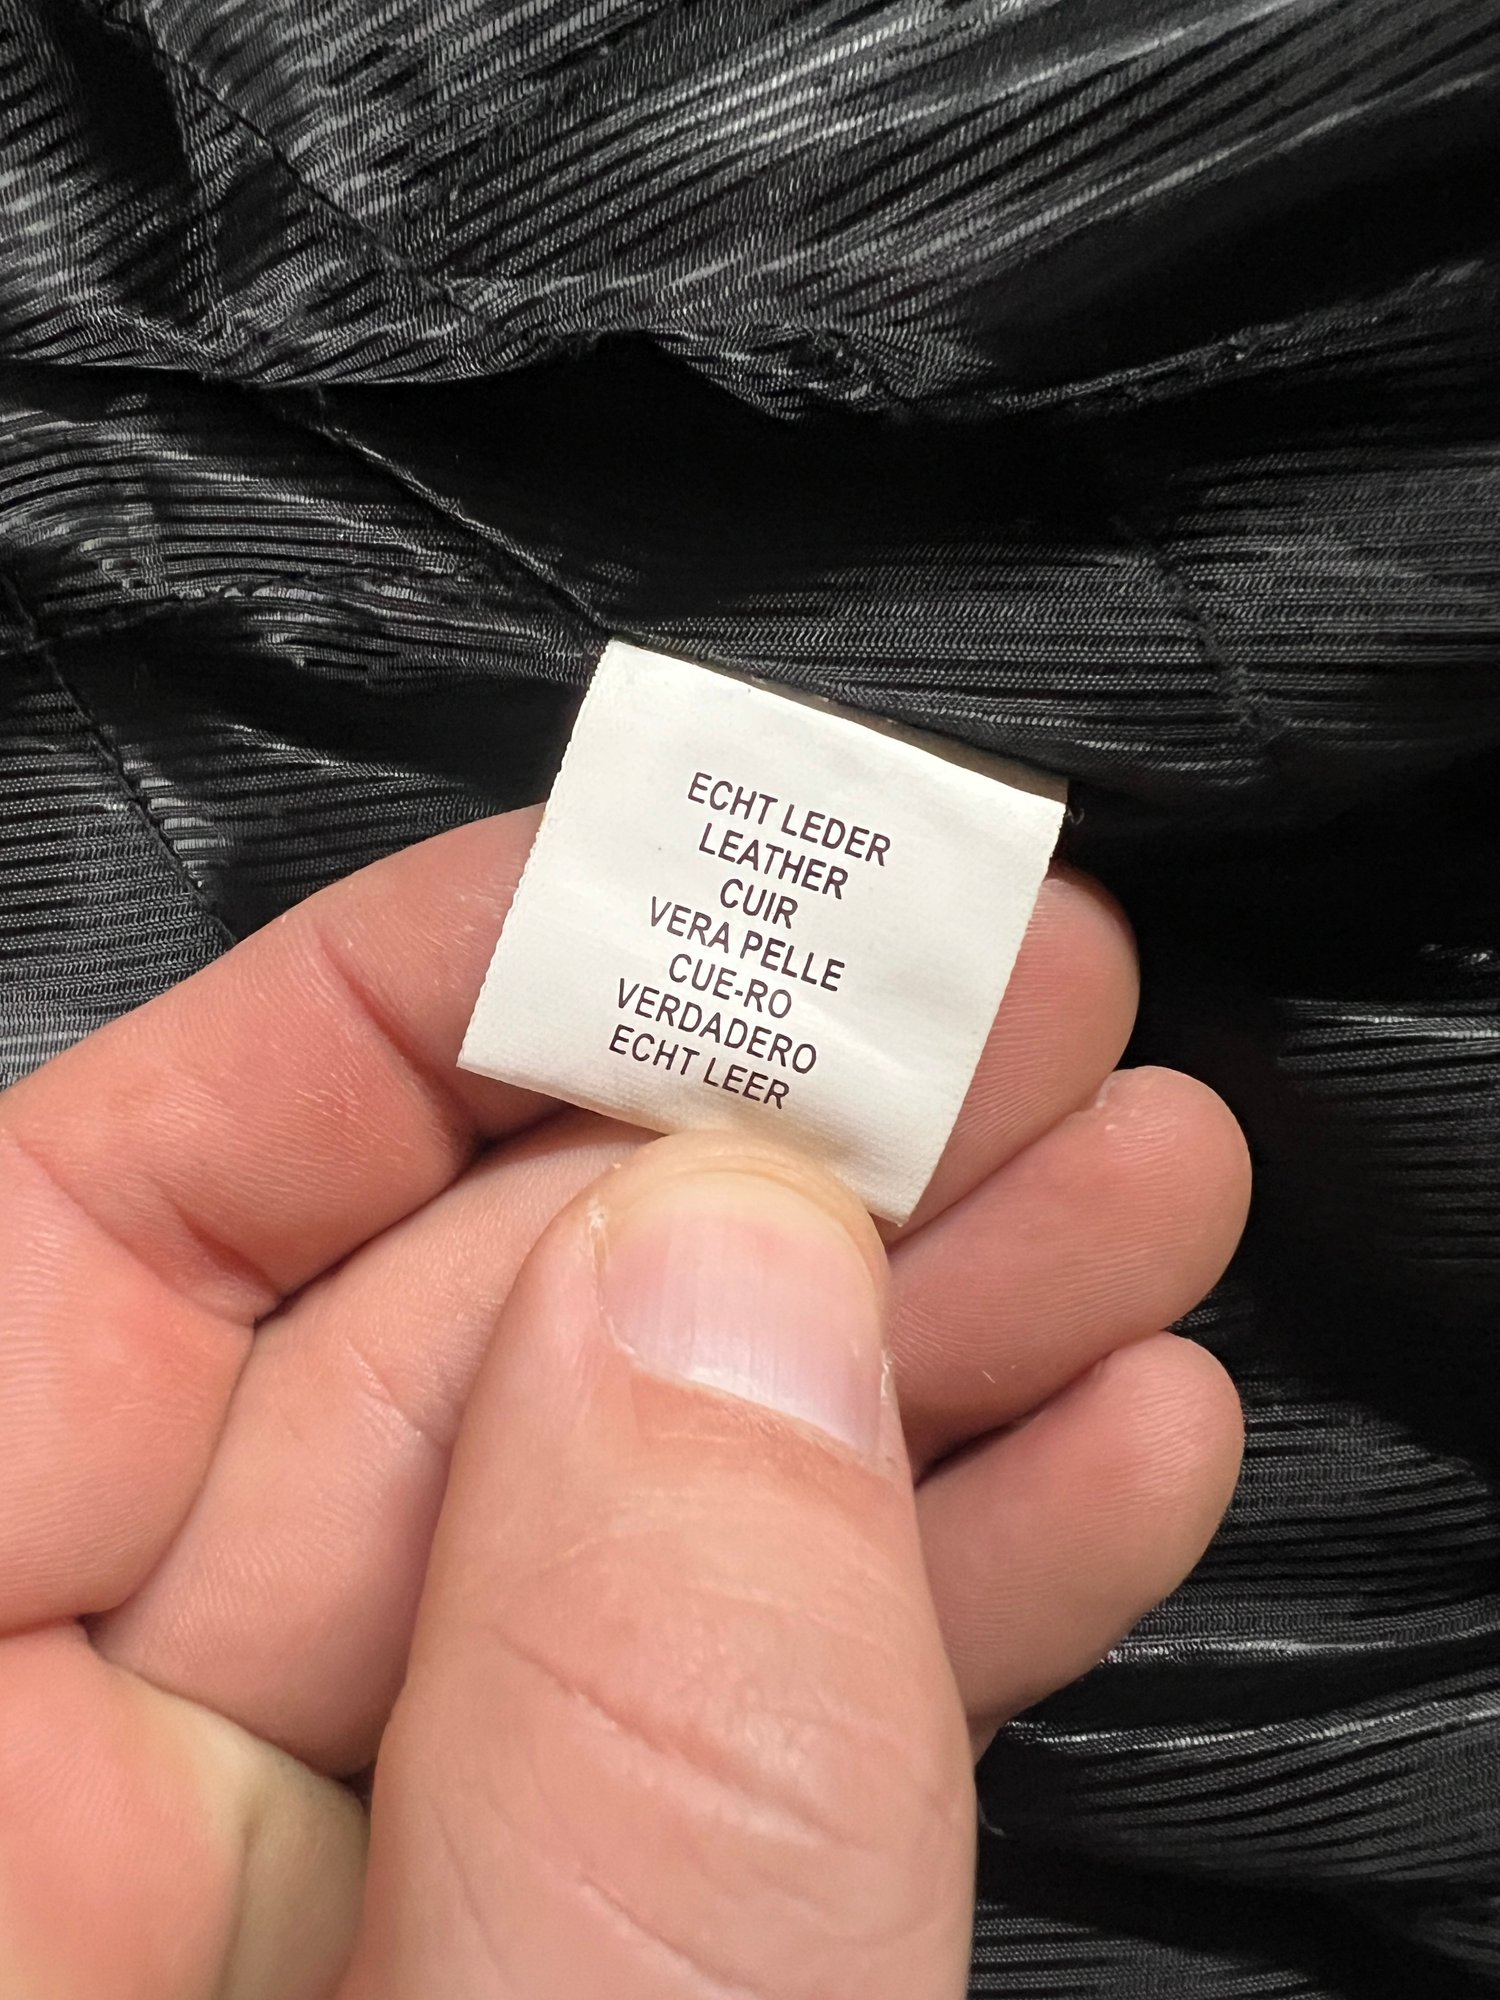 ECHT LEDER
LEATHER
CUIR
VERA PELLE
CUE-RO
VERDADERO
ECHT LEER